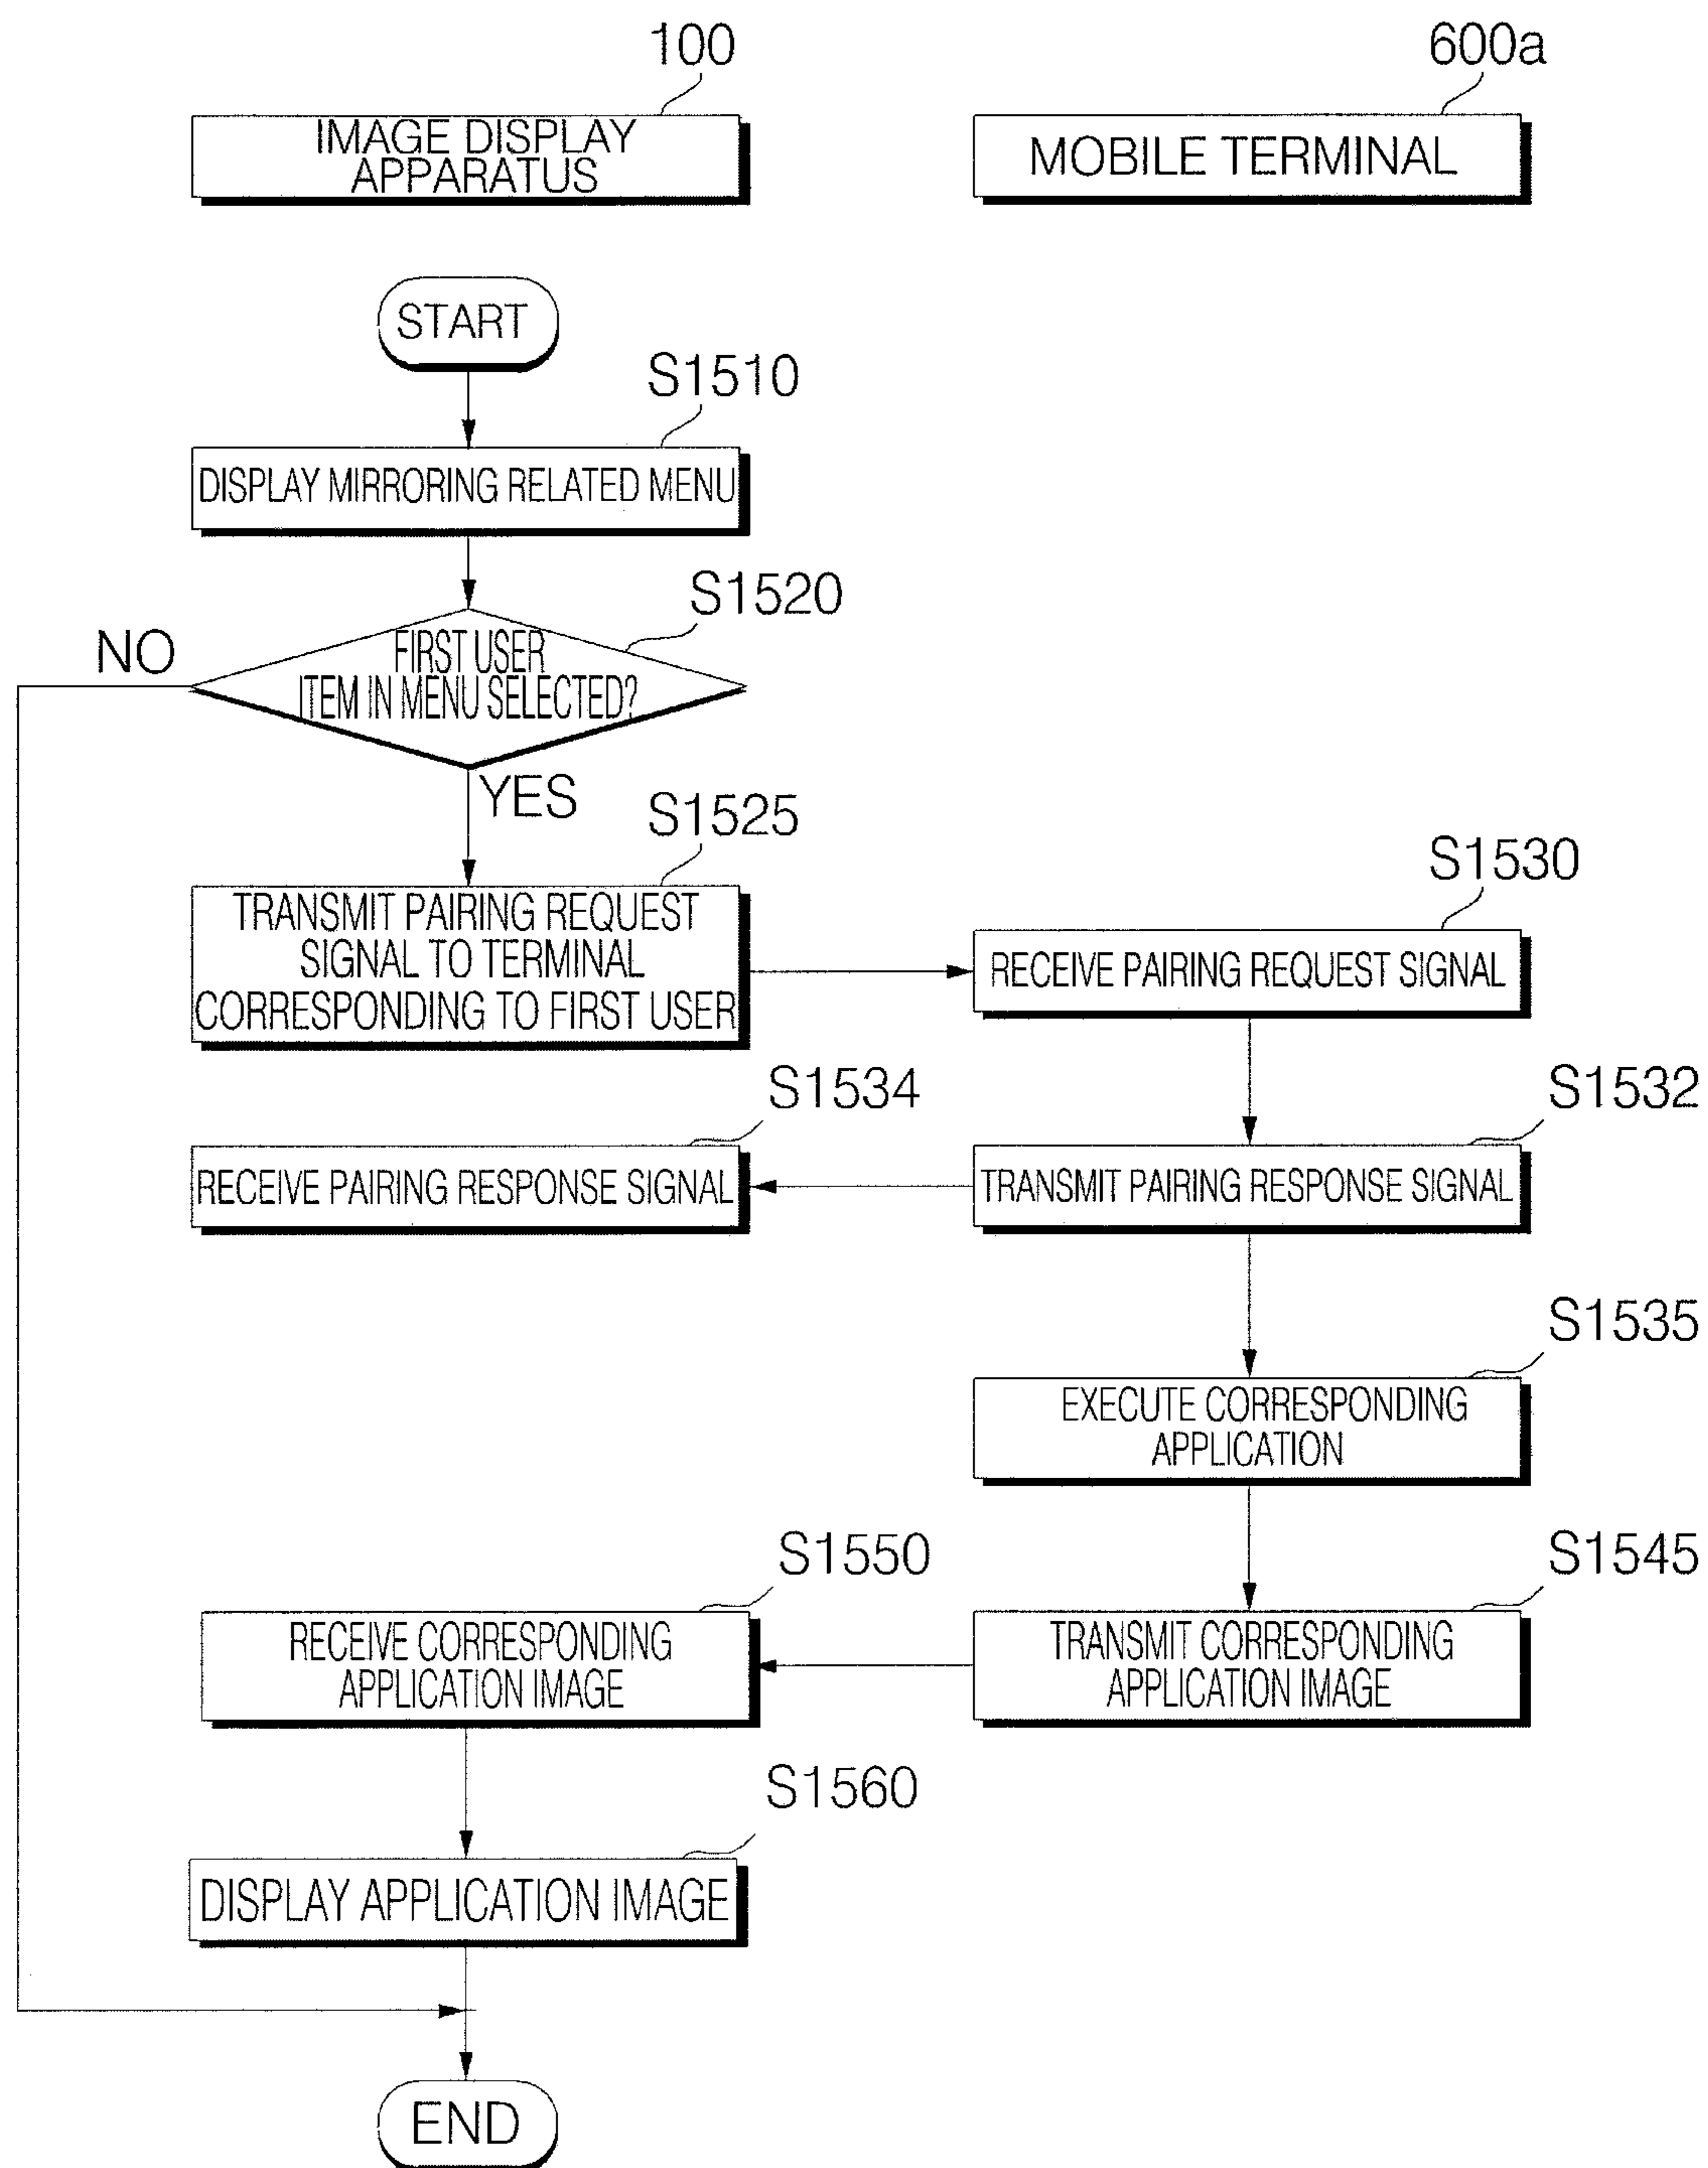 100
600a
IMAGE DISPLAY
APPARATUS
MOBILE TERMINAL
START
S1510
DISPLAY MIRRORING RELATED MENU
S1520
NO
FIRST USER
ITEM IN MENU SELECTED?
YES
S1525
TRANSMIT PAIRING REQUEST
SIGNAL TO TERMINAL
CORRESPONDING TO FIRST USER
S1530
RECEIVE PAIRING REQUEST SIGNAL
S1534
S1532
RECEIVE PAIRING RESPONSE SIGNAL
TRANSMIT PAIRING RESPONSE SIGNAL
S1535
EXECUTE CORRESPONDING
APPLICATION
S1550
S1545
RECEIVE CORRESPONDING
APPLICATION IMAGE
TRANSMIT CORRESPONDING
APPLICATION IMAGE
S1560
DISPLAY APPLICATION IMAGE
END